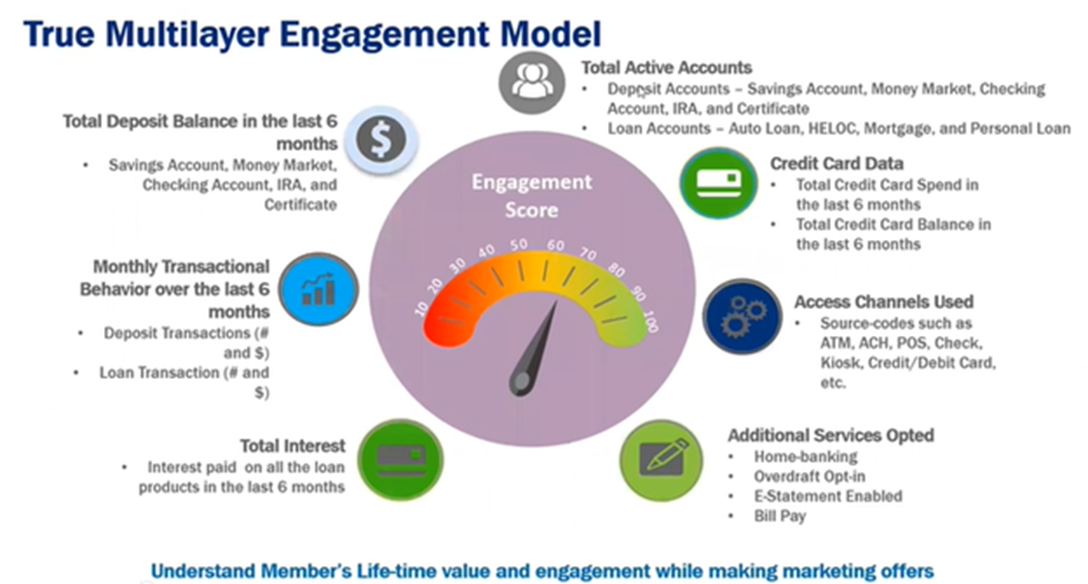 True Multilayer Engagement Model
Total Active Accounts
• Deposit Accounts – Savings Account, Money Market, Checking
Account, IRA, and Certificate
• Loan Accounts – Auto Loan, HELOC, Mortgage, and Personal Loan
Total Deposit Balance in the last 6
months
• Savings Account, Money Market,
Checking Account, IRA, and
Certificate
Credit Card Data
• Total Credit Card Spend in
the last 6 months
• Total Credit Card Balance in
the last 6 months
Engagement
Score
10 20 30 40 50 60 70 80 90 100
Monthly Transactional
Behavior over the last 6
months
• Deposit Transactions (#
and $)
• Loan Transaction (# and
$)
Access Channels Used
• Source-codes such as
ATM, ACH, POS, Check,
Kiosk, Credit/Debit Card,
etc.
Total Interest
• Interest paid on all the loan
products in the last 6 months
Additional Services Opted
• Home-banking
• Overdraft Opt-in
• E-Statement Enabled
• Bill Pay
Understand Member's Life-time value and engagement while making marketing offers